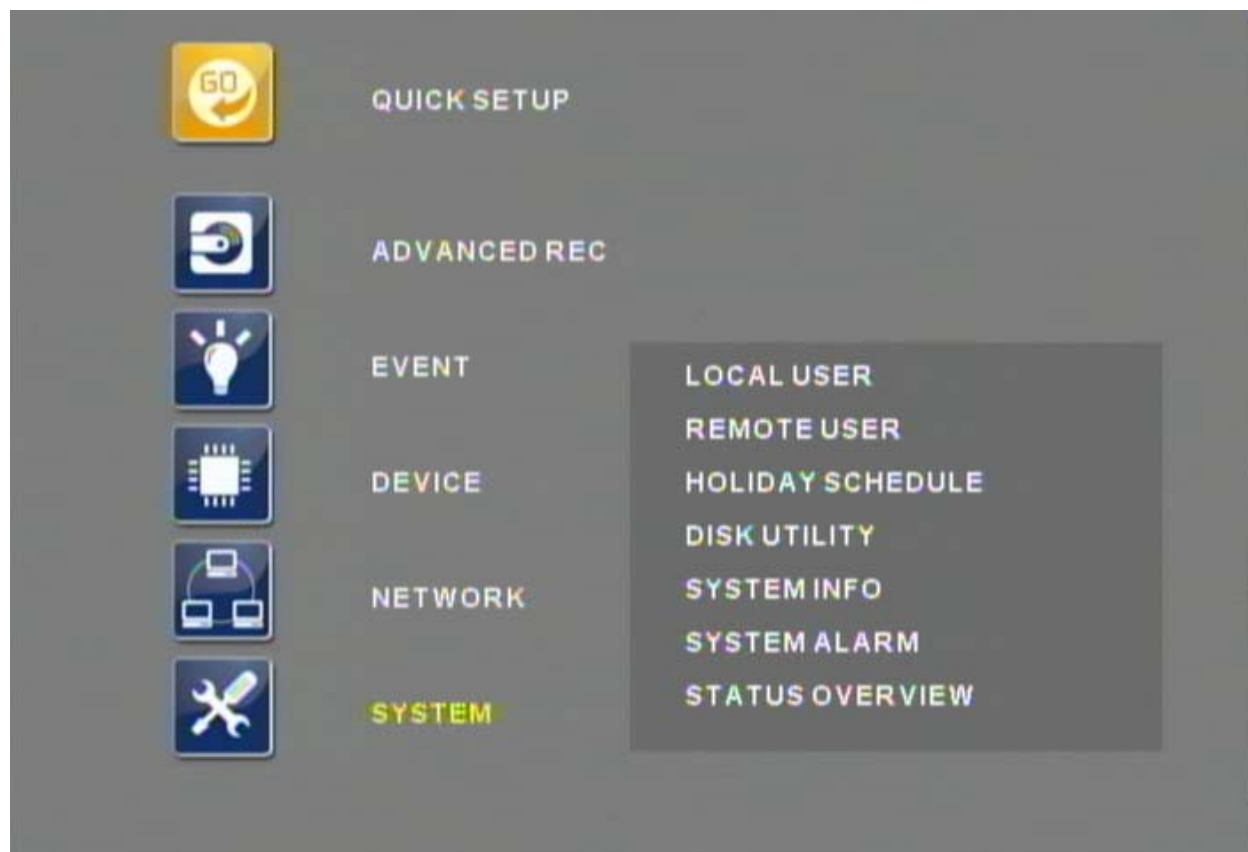 GO
QUICK SETUP
ADVANCED REC
EVENT
DEVICE
NETWORK
SYSTEM
LOCAL USER
REMOTE USER
HOLIDAY SCHEDULE
DISK UTILITY
SYSTEM INFO
SYSTEM ALARM
STATUS OVERVIEW